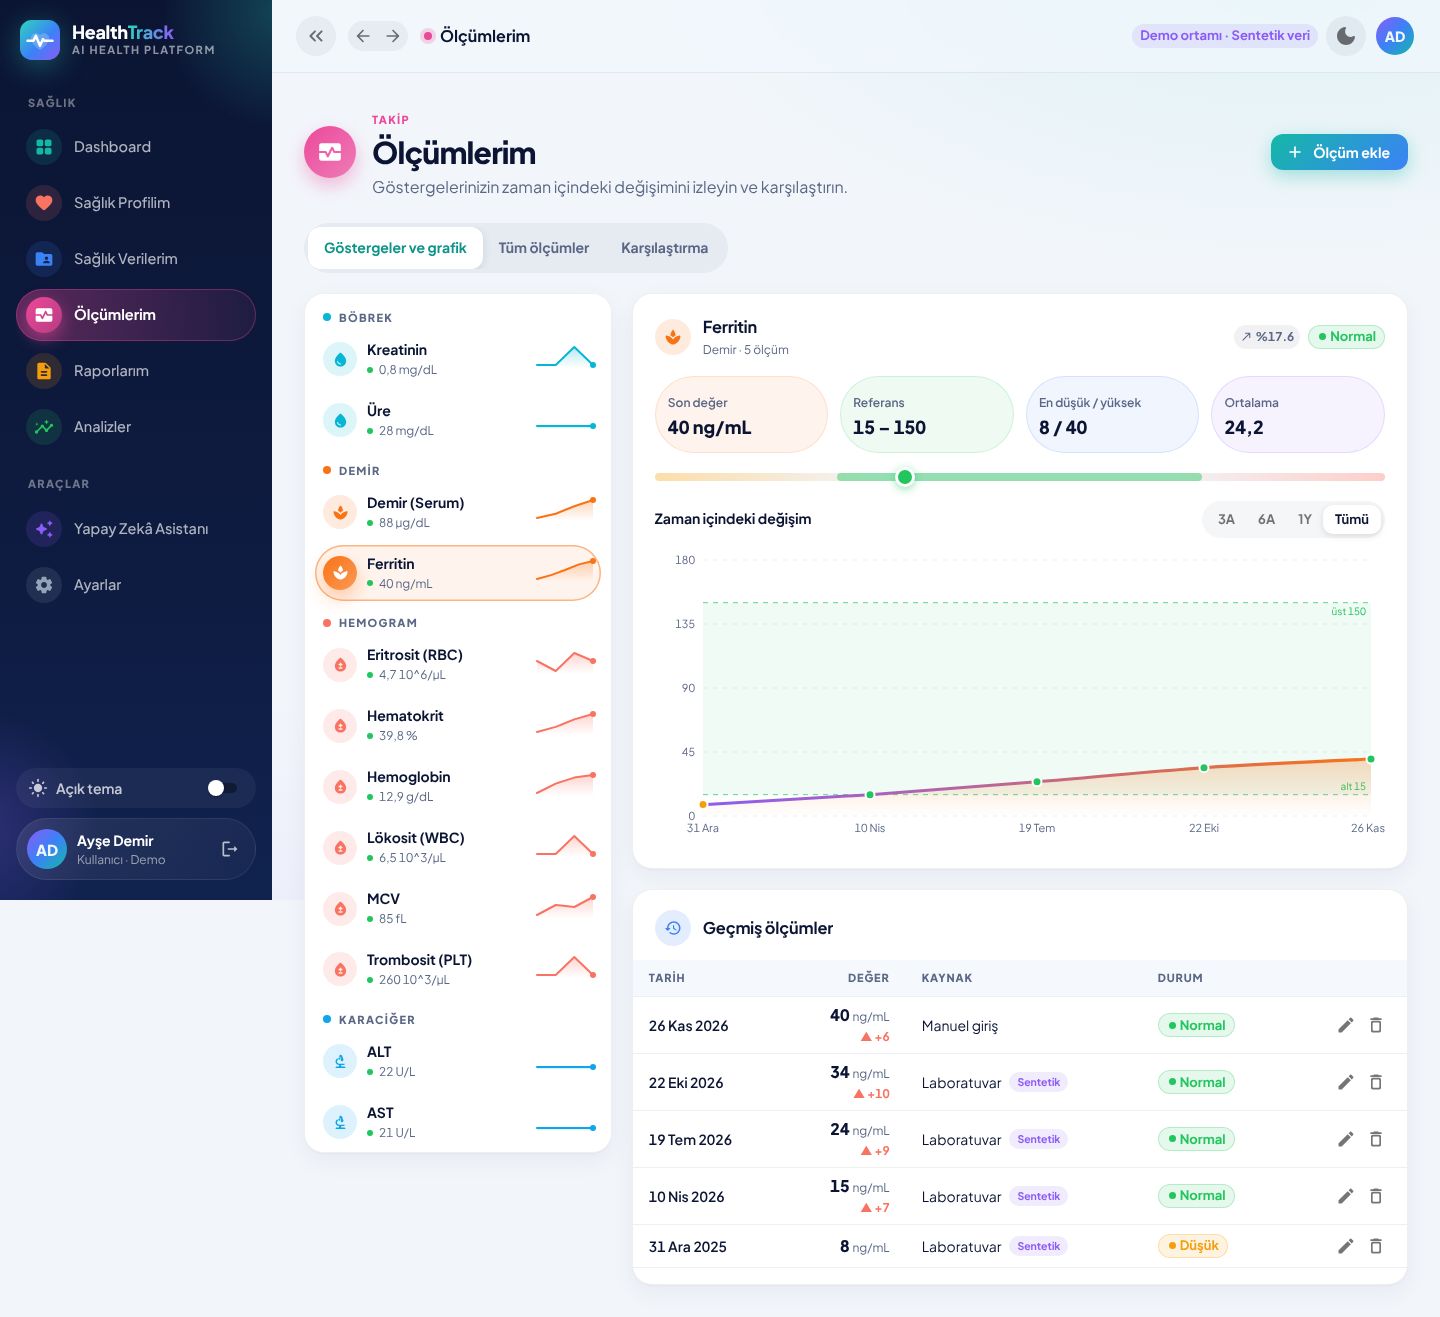 HealthTrack
AI HEALTH PLATFORM
SAĞLIK
Dashboard
Sağlık Profilim
Sağlık Verilerim
Ölçümlerim
Raporlarım
Analizler
ARAÇLAR
Yapay Zekâ Asistanı
Ayarlar
Açık tema
AD
Ayşe Demir
Kullanıcı · Demo
Ölçümlerim
Demo ortamı · Sentetik veri
AD
TAKİP
Ölçümlerim
Göstergelerinizin zaman içindeki değişimini izleyin ve karşılaştırın.
+ Ölçüm ekle
Göstergeler ve grafik
Tüm ölçümler
Karşılaştırma
BÖBREK
Kreatinin
0,8 mg/dL
Üre
28 mg/dL
DEMİR
Demir (Serum)
88 µg/dL
Ferritin
40 ng/mL
HEMOGRAM
Eritrosit (RBC)
4,7 10^6/µL
Hematokrit
39,8 %
Hemoglobin
12,9 g/dL
Lökosit (WBC)
6,5 10^3/µL
MCV
85 fL
Trombosit (PLT)
260 10^3/µL
KARACİĞER
ALT
22 U/L
AST
21 U/L
Ferritin
Demir · 5 ölçüm
↗ %17.6
Normal
Son değer
40 ng/mL
Referans
15 – 150
En düşük / yüksek
8 / 40
Ortalama
24,2
Zaman içindeki değişim
3A 6A 1Y Tümü
180
üst 150
135
90
45
alt 15
0
31 Ara 10 Nis 19 Tem 22 Eki 26 Kas
Geçmiş ölçümler
TARİH DEĞER KAYNAK DURUM
26 Kas 2026 40 ng/mL Manuel giriş Normal
▲ +6
22 Eki 2026 34 ng/mL Laboratuvar Sentetik Normal
▲ +10
19 Tem 2026 24 ng/mL Laboratuvar Sentetik Normal
▲ +9
10 Nis 2026 15 ng/mL Laboratuvar Sentetik Normal
▲ +7
31 Ara 2025 8 ng/mL Laboratuvar Sentetik Düşük